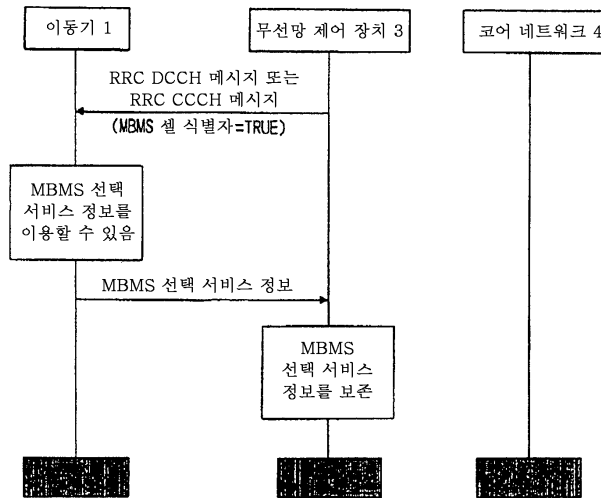 이동기 1
무선망 제어 장치 3
코어 네트워크 4
RRC DCCH 메시지 또는
RRC CCCH 메시지
(MBMS 셀 식별자=TRUE)
MBMS 선택
서비스 정보를
이용할 수 있음
MBMS 선택 서비스 정보
MBMS
선택 서비스
정보를 보존